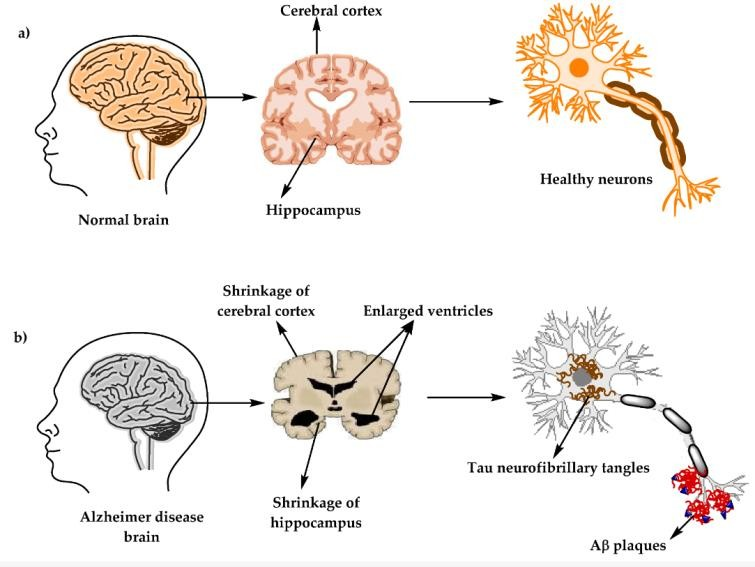 a)
Cerebral cortex
Normal brain
Hippocampus
Healthy neurons
b)
Shrinkage of
cerebral cortex
Enlarged ventricles
Alzheimer disease
brain
Shrinkage of
hippocampus
Tau neurofibrillary tangles
Aβ plaques